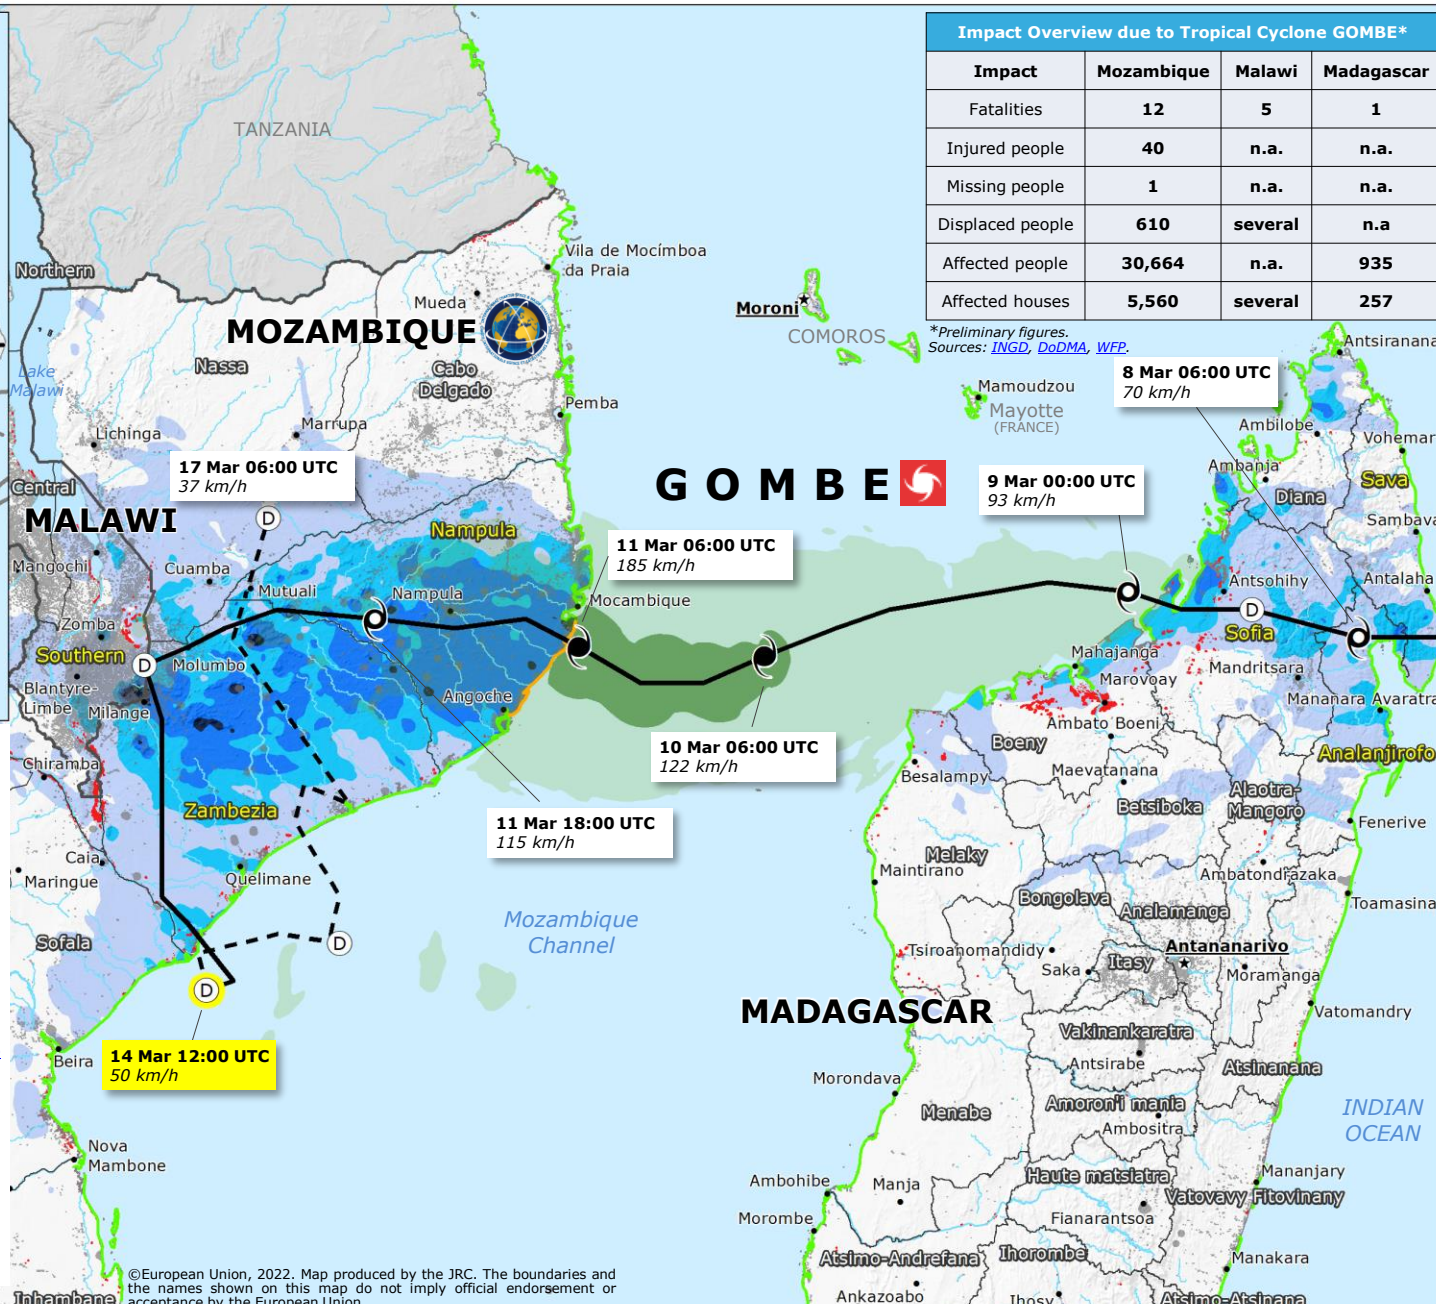 Impact Overview due to Tropical Cyclone GOMBE*
Impact Mozambique Malawi Madagascar
Fatalities 12 5 1
Injured people 40 n.a. n.a.
Missing people 1 n.a. n.a.
Displaced people 610 several n.a
Affected people 30,664 n.a. 935
Affected houses 5,560 several 257
*Preliminary figures.
Sources: INGD, DoDMA, WFP.
TANZANIA
Northern
Vila de Mocímboa
da Praia
Mueda
MOZAMBIQUE
Moroni
COMOROS
Antsiranana
Nassa
Lake
Malawi
Cabo
Delgado
Pemba
Mamoudzou
Mayotte
(FRANCE)
8 Mar 06:00 UTC
70 km/h
Ambilobe
Vohemar
Lichinga
Marrupa
17 Mar 06:00 UTC
37 km/h
D
Central
MALAWI
GOMBE
9 Mar 00:00 UTC
93 km/h
Ambanja
Diana
Sava
Sambava
Nampula
11 Mar 06:00 UTC
185 km/h
Mangochi
Cuamba
Mutuali
Nampula
Mocambique
Antsohihy
Antalaha
D
Zomba
Southern
D
Molumbo
Sofia
Mahajanga
Marovoay
Mandritsara
Blantyre-
Limbe
Milange
Angoche
Mananara Avaratra
Ambato Boeni
10 Mar 06:00 UTC
122 km/h
Boeny
Analanjirofo
Chiramba
Besalampy
Maevatanana
Betsiboka
Alaotra-
Mangoro
Zambezia
11 Mar 18:00 UTC
115 km/h
Fenerive
Caia
Maringue
Quelimane
Melaky
Maintirano
Ambatondrazaka
Bongolava
Analamanga
Toamasina
Mozambique
Channel
Sofala
D
Tsiroanomandidy
Antananarivo
Saka
Itasy
Moramanga
D
MADAGASCAR
Vatomandry
Vakinankaratra
14 Mar 12:00 UTC
50 km/h
Beira
Antsirabe
Atsinanana
Morondava
Menabe
Amoron'i mania
Ambositra
INDIAN
OCEAN
Nova
Mambone
Ambohibe
Manja
Haute matsiatra
Mananjary
Vatovavy Fitovinany
Morombe
Fianarantsoa
Atsimo-Andrefana
Ihorombe
Manakara
©European Union, 2022. Map produced by the JRC. The boundaries and
the names shown on this map do not imply official endorsement or
acceptance by the European Union.
Inhambane
Ankazoabo
Ihosy
Atsimo-Atsinana